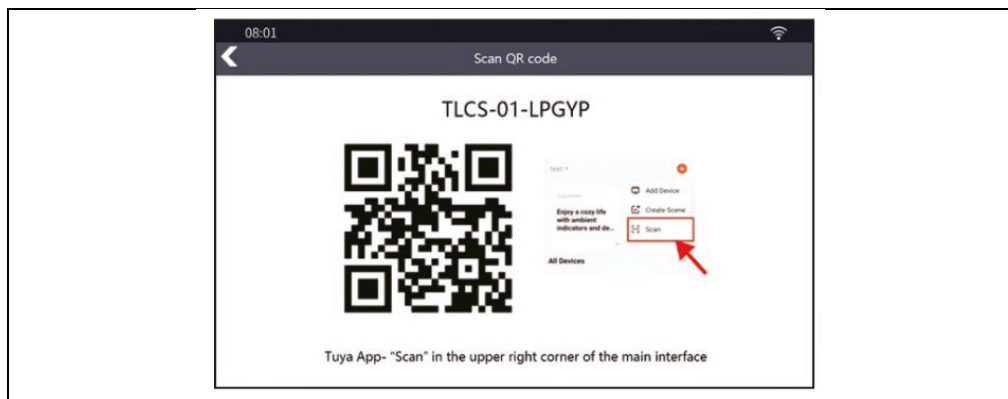 08:01
Scan QR code
TLCS-01-LPGYP
test
Add Device
Enjoy a cozy life
with ambient
indicators and de...
Create Scene
Scan
All Devices
Tuya App- “Scan” in the upper right corner of the main interface